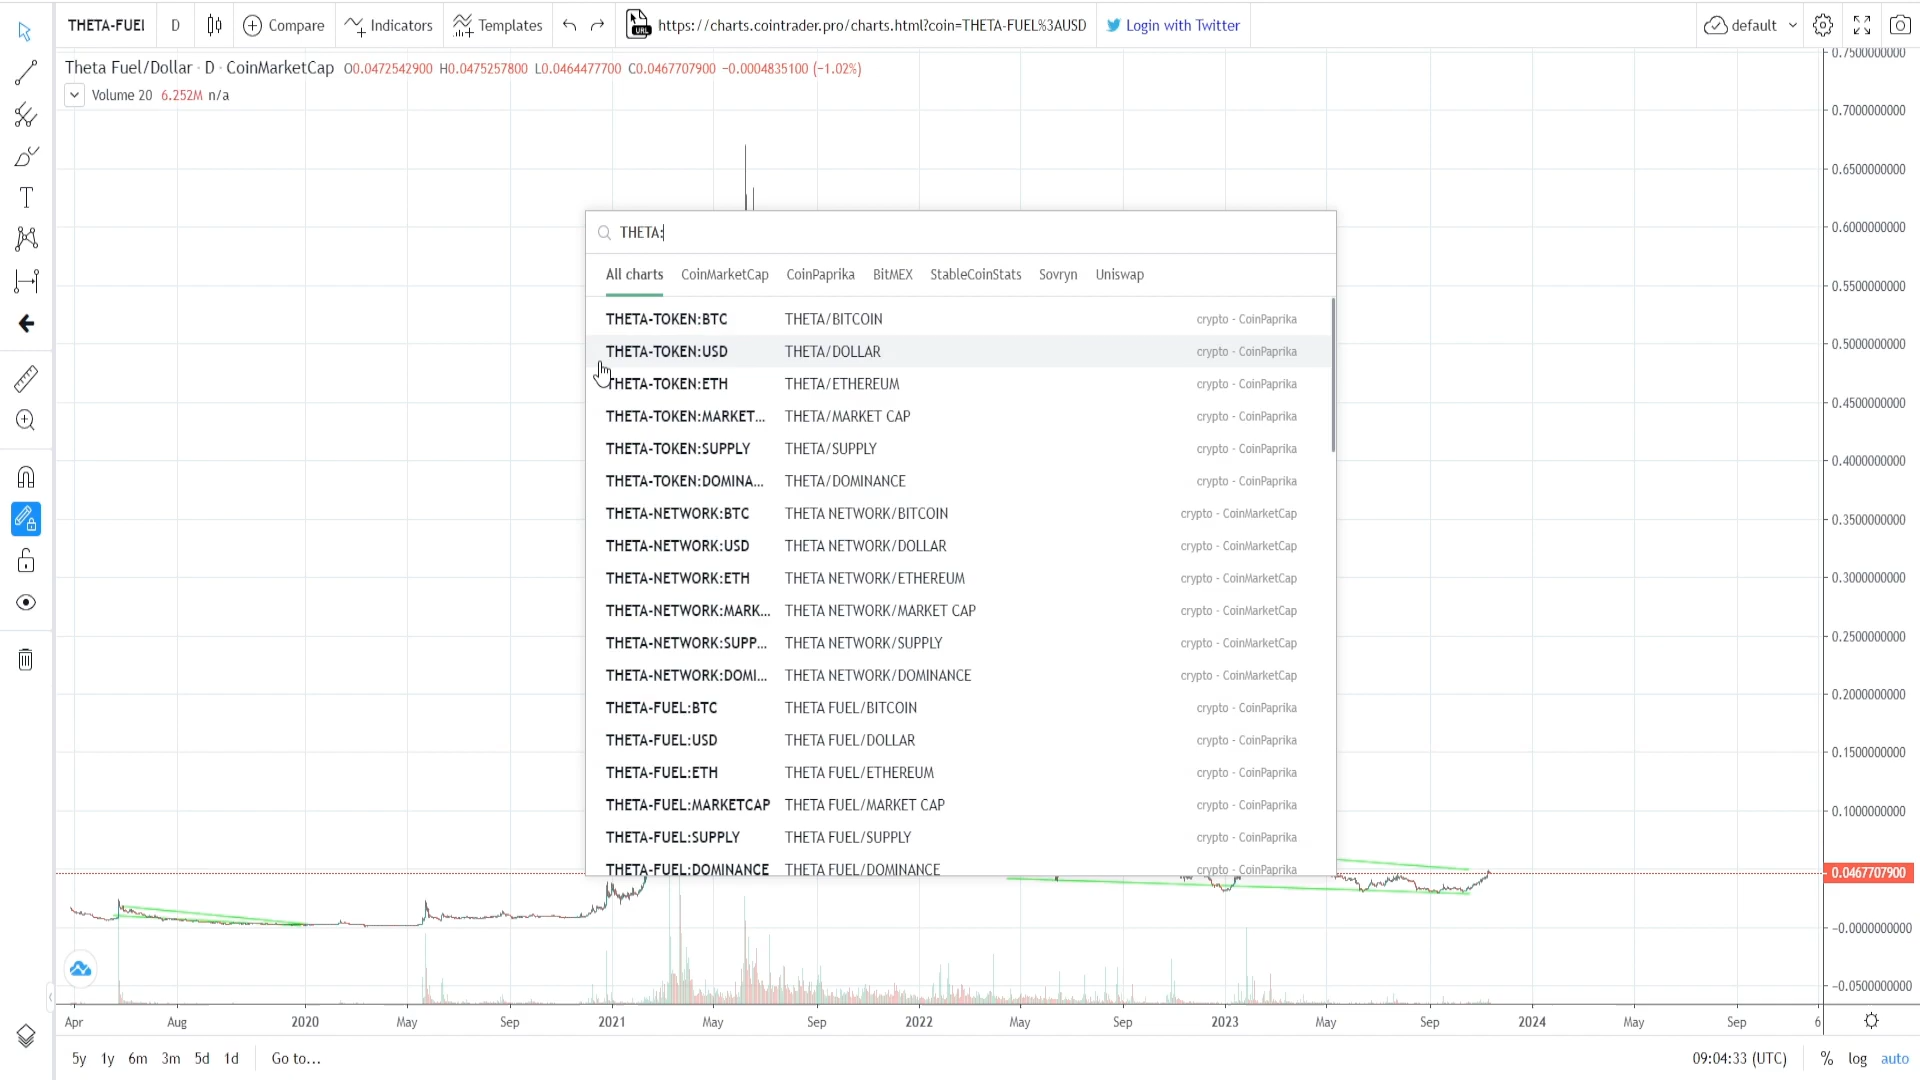 THETA-FUEL D Compare Indicators Templates https://charts.cointrader.pro/charts.html?coin=THETA-FUEL%3AUSD Login with Twitter default
Theta Fuel/Dollar · D · CoinMarketCap O0.0472542900 H0.0475257800 L0.0464477700 C0.0467707900 −0.0004835100 (−1.02%)
Volume 20 6.252M n/a
THETA:
All charts CoinMarketCap CoinPaprika BitMEX StableCoinStats Sovryn Uniswap
THETA-TOKEN:BTC THETA/BITCOIN crypto - CoinPaprika
THETA-TOKEN:USD THETA/DOLLAR crypto - CoinPaprika
THETA-TOKEN:ETH THETA/ETHEREUM crypto - CoinPaprika
THETA-TOKEN:MARKET... THETA/MARKET CAP crypto - CoinPaprika
THETA-TOKEN:SUPPLY THETA/SUPPLY crypto - CoinPaprika
THETA-TOKEN:DOMINA... THETA/DOMINANCE crypto - CoinPaprika
THETA-NETWORK:BTC THETA NETWORK/BITCOIN crypto - CoinMarketCap
THETA-NETWORK:USD THETA NETWORK/DOLLAR crypto - CoinMarketCap
THETA-NETWORK:ETH THETA NETWORK/ETHEREUM crypto - CoinMarketCap
THETA-NETWORK:MARK... THETA NETWORK/MARKET CAP crypto - CoinMarketCap
THETA-NETWORK:SUPP... THETA NETWORK/SUPPLY crypto - CoinMarketCap
THETA-NETWORK:DOMI... THETA NETWORK/DOMINANCE crypto - CoinMarketCap
THETA-FUEL:BTC THETA FUEL/BITCOIN crypto - CoinPaprika
THETA-FUEL:USD THETA FUEL/DOLLAR crypto - CoinPaprika
THETA-FUEL:ETH THETA FUEL/ETHEREUM crypto - CoinPaprika
THETA-FUEL:MARKETCAP THETA FUEL/MARKET CAP crypto - CoinPaprika
THETA-FUEL:SUPPLY THETA FUEL/SUPPLY crypto - CoinPaprika
THETA-FUEL:DOMINANCE THETA FUEL/DOMINANCE crypto - CoinPaprika
0.7500000000
0.7000000000
0.6500000000
0.6000000000
0.5500000000
0.5000000000
0.4500000000
0.4000000000
0.3500000000
0.3000000000
0.2500000000
0.2000000000
0.1500000000
0.1000000000
0.0467707900
−0.0000000000
−0.0500000000
Apr Aug 2020 May Sep 2021 May Sep 2022 May Sep 2023 May Sep 2024 May Sep 6
5y 1y 6m 3m 5d 1d Go to... 09:04:33 (UTC) % log auto